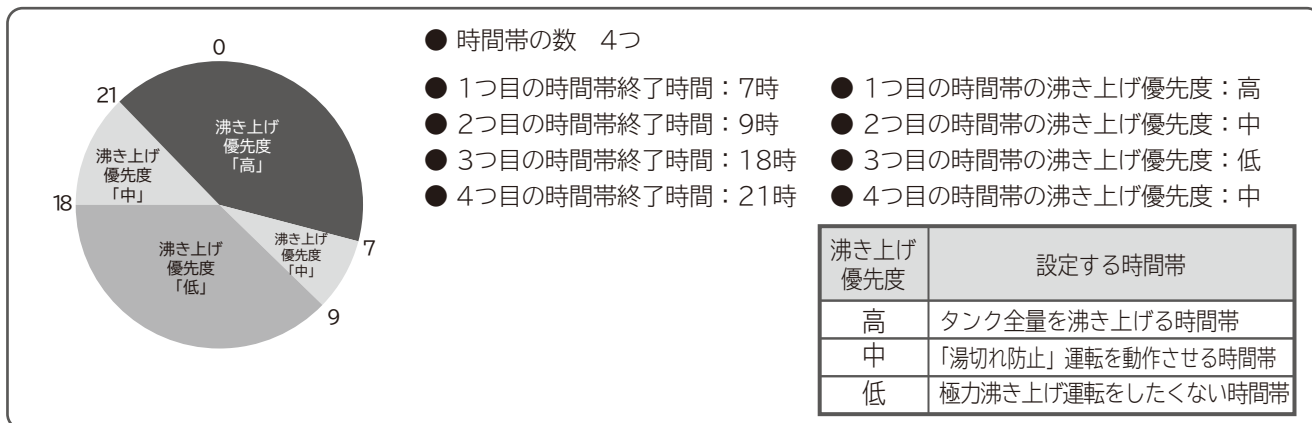 0
21
18
7
9
沸き上げ
優先度
「高」
沸き上げ
優先度
「中」
沸き上げ
優先度
「中」
沸き上げ
優先度
「低」
● 時間帯の数　4つ
● 1つ目の時間帯終了時間：7時
● 2つ目の時間帯終了時間：9時
● 3つ目の時間帯終了時間：18時
● 4つ目の時間帯終了時間：21時
● 1つ目の時間帯の沸き上げ優先度：高
● 2つ目の時間帯の沸き上げ優先度：中
● 3つ目の時間帯の沸き上げ優先度：低
● 4つ目の時間帯の沸き上げ優先度：中
沸き上げ
優先度
設定する時間帯
高 タンク全量を沸き上げる時間帯
中 「湯切れ防止」運転を動作させる時間帯
低 極力沸き上げ運転をしたくない時間帯